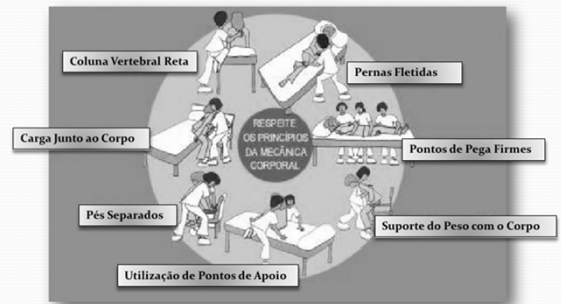 Coluna Vertebral Reta
Pernas Fletidas
Carga Junto ao Corpo
RESPEITE
OS PRINCÍPIOS
DA MECÂNICA
CORPORAL
Pontos de Pega Firmes
Pés Separados
Suporte do Peso com o Corpo
Utilização de Pontos de Apoio